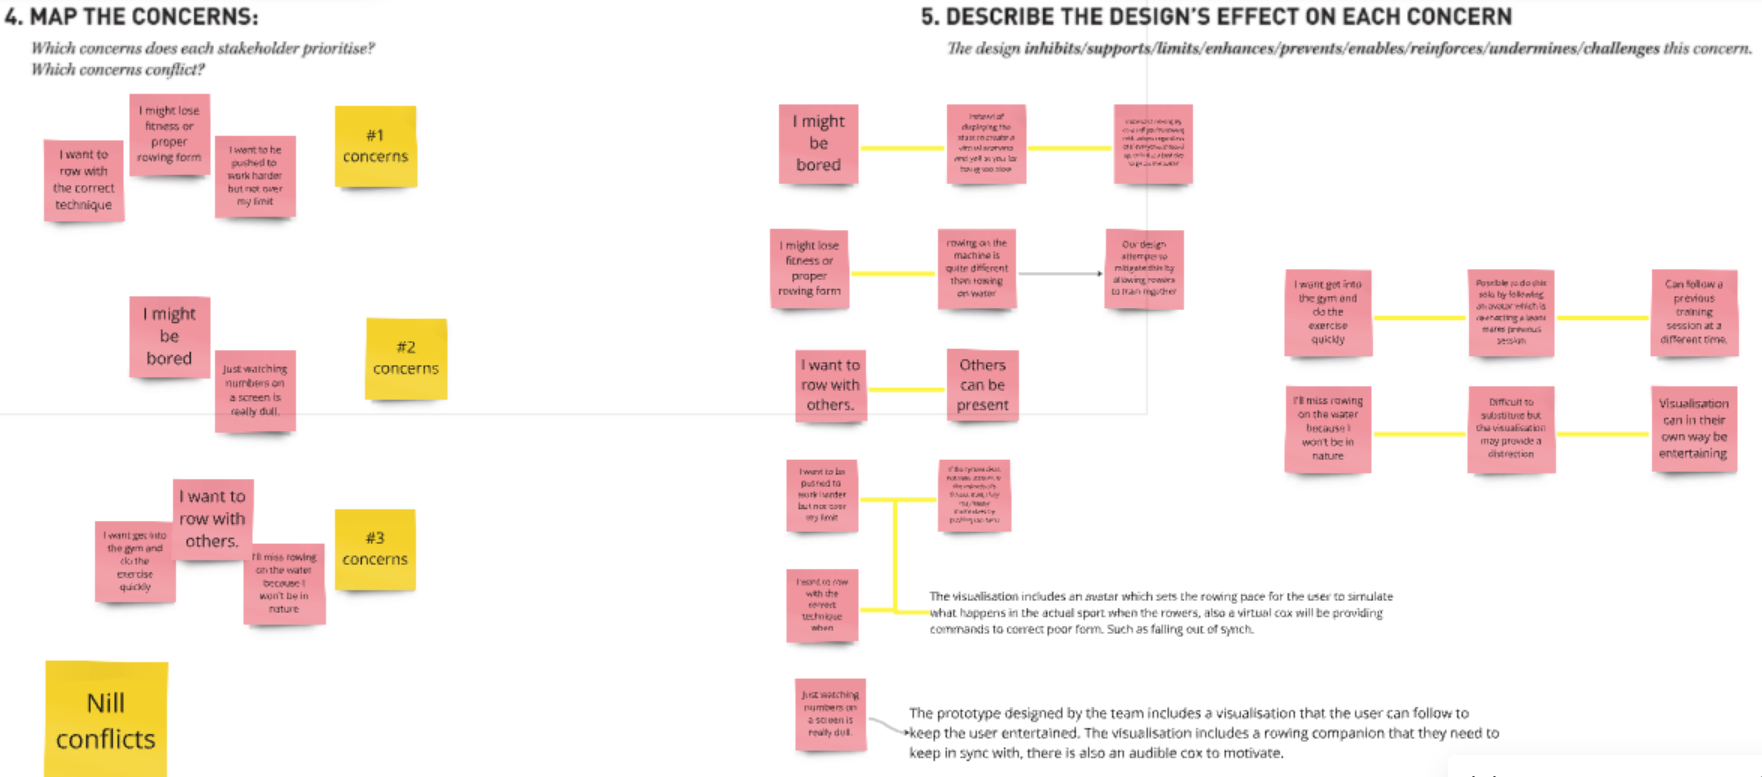 4. MAP THE CONCERNS:
Which concerns does each stakeholder prioritise?
Which concerns conflict?
I want to
row with
the correct
technique
I might lose
fitness or
proper
rowing form
I want to be
pushed to
work harder
but not over
my limit
#1
concerns
I might
be
bored
Just watching
numbers on
a screen is
really dull.
#2
concerns
I want get into
the gym and
do the
exercise
quickly
I want to
row with
others.
I'll miss rowing
on the water
because I
won't be in
nature
#3
concerns
Nill
conflicts
5. DESCRIBE THE DESIGN'S EFFECT ON EACH CONCERN
The design inhibits/supports/limits/enhances/prevents/enables/reinforces/undermines/challenges this concern.
I might
be
bored
Instead of
displaying the
and yell at you for
being too slow
I might lose
fitness or
proper
rowing form
rowing on the
machine is
quite different
than rowing
on water
Our design
attempts to
mitigate this by
allowing rowers
to train together
I want to
row with
others.
Others
can be
present
I want to be
pushed to
work harder
but not over
my limit
I want to row
with the
correct
technique
when
The visualisation includes an avatar which sets the rowing pace for the user to simulate
what happens in the actual sport when the rowers, also a virtual cox will be providing
commands to correct poor form. Such as falling out of synch.
Just watching
numbers on
a screen is
really dull.
The prototype designed by the team includes a visualisation that the user can follow to
keep the user entertained. The visualisation includes a rowing companion that they need to
keep in sync with, there is also an audible cox to motivate.
I want get into
the gym and
do the
exercise
quickly
Possible to do this
solo by following
an avatar which is
re-enacting a team
mates previous
session.
Can follow a
previous
training
session at a
different time.
I'll miss rowing
on the water
because I
won't be in
nature
Difficult to
substitute but
the visualisation
may provide a
distraction
Visualisation
can in their
own way be
entertaining